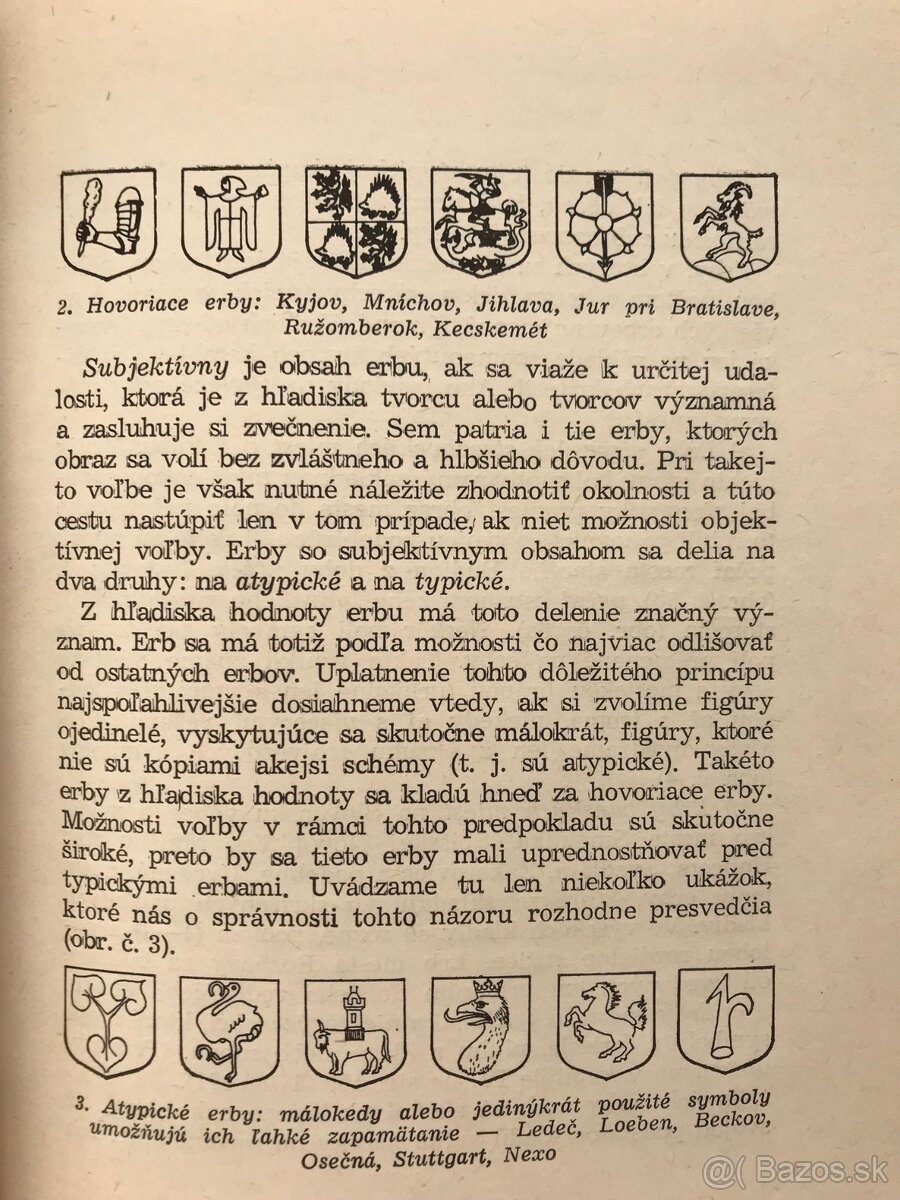 2. Hovoriace erby: Kyjov, Mníchov, Jihlava, Jur pri Bratislave,
Ružomberok, Kecskemét
Subjektívny je obsah erbu, ak sa viaže k určitej uda-
losti, ktorá je z hľadiska tvorcu alebo tvorcov významná
a zasluhuje si zvečnenie. Sem patria i tie erby, ktorých
obraz sa volí bez zvláštneho a hlbšieho dôvodu. Pri takej-
to voľbe je však nutné náležite zhodnotiť okolnosti a túto
cestu nastúpiť len v tom prípade, ak niet možnosti objek-
tívnej voľby. Erby so subjektívnym obsahom sa delia na
dva druhy: na atypické a na typické.
Z hľadiska hodnoty erbu má toto delenie značný výz-
nam. Erb sa má totiž podľa možnosti čo najviac odlišovať
od ostatných erbov. Uplatnenie tohto dôležitého princípu
najspoľahlivejšie dosiahneme vtedy, ak si zvolíme figúry
ojedinelé, vyskytujúce sa skutočne málokrát, figúry, ktoré
nie sú kópiami akejsi schémy (t. j. sú atypické). Takéto
erby z hľadiska hodnoty sa kladú hneď za hovoriace erby.
Možnosti voľby v rámci tohto predpokladu sú skutočne
široké, preto by sa tieto erby mali uprednostňovať pred
typickými erbami. Uvádzame tu len niekoľko ukážok,
ktoré nás o správnosti tohto názoru rozhodne presvedčia
(obr. č. 3).
3. Atypické erby: málokedy alebo jedinýkrát použité symboly
umožňujú ich ľahké zapamätanie — Ledeč, Loeben, Beckov,
Osečná, Stuttgart, Nexo
@( Bazos.sk